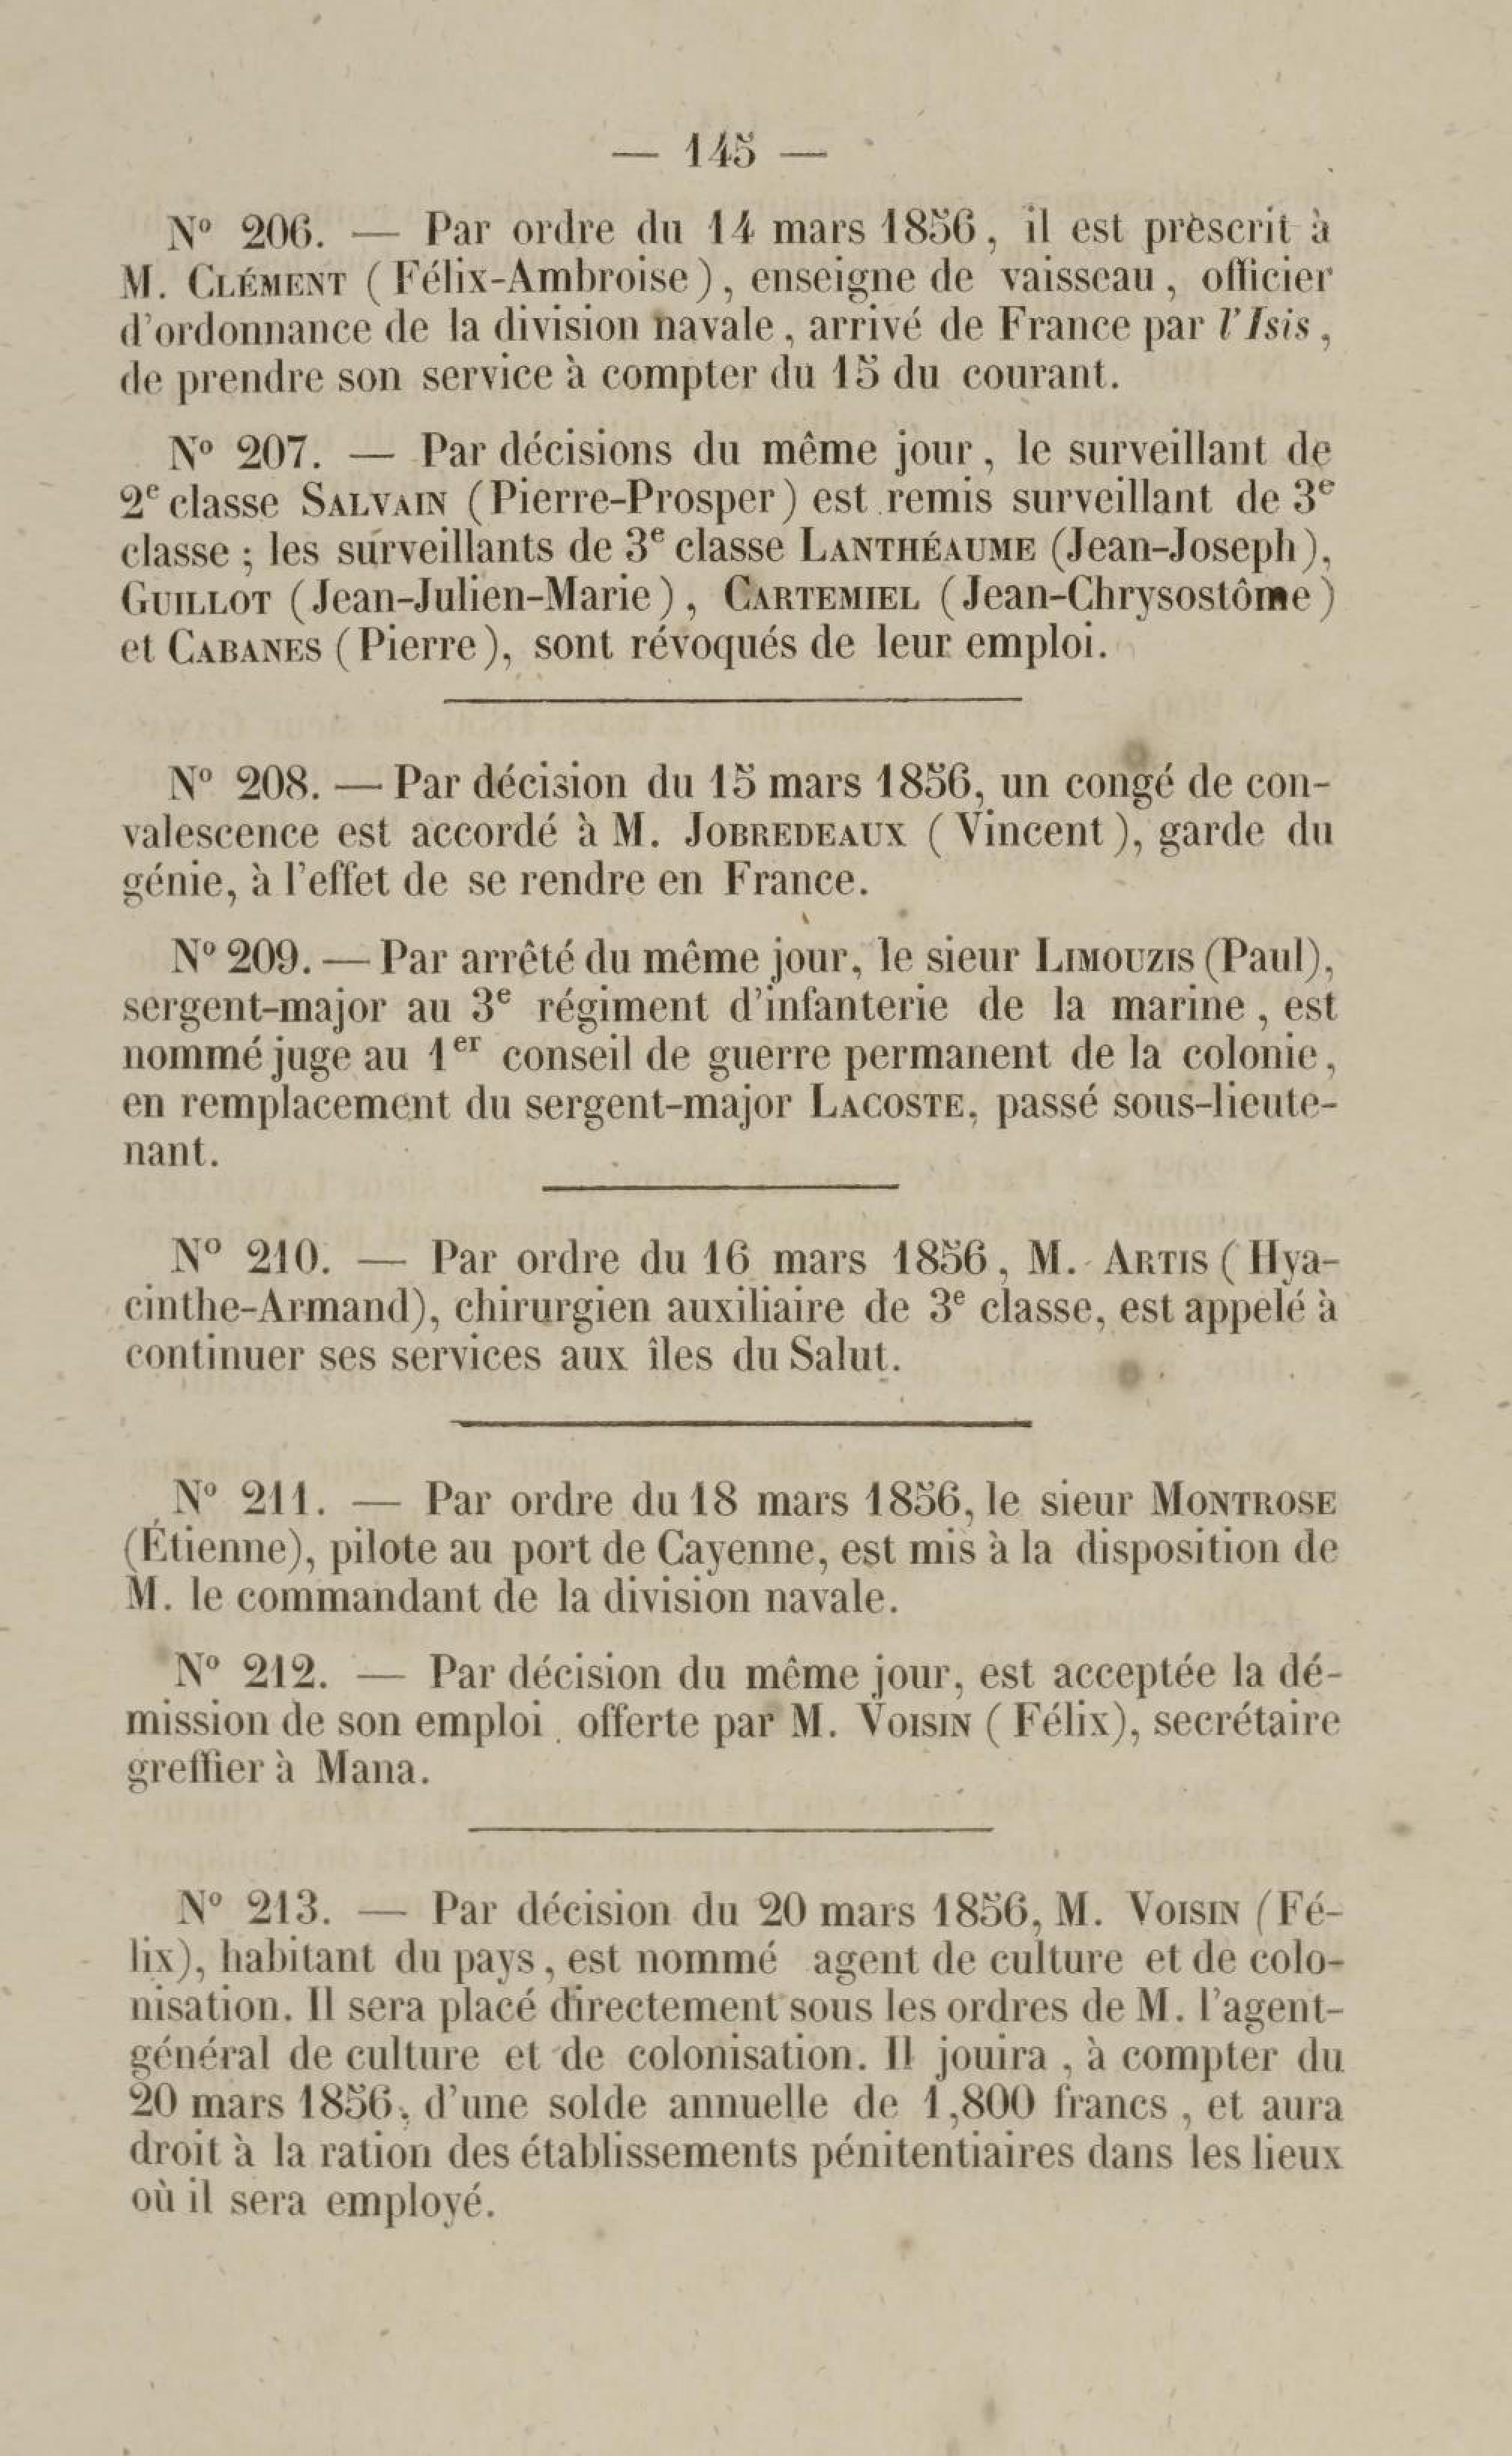 — 145 —
N° 206. — Par ordre du 14 mars 1856, il est prescrit à
M. CLÉMENT (Félix-Ambroise), enseigne de vaisseau, officier
d'ordonnance de la division navale, arrivé de France par l'Isis,
de prendre son service à compter du 15 du courant.
N° 207. — Par décisions du même jour, le surveillant de
2e classe SALVAIN (Pierre-Prosper) est remis surveillant de 3e
classe ; les surveillants de 3e classe LANTHÉAUME (Jean-Joseph),
GUILLOT (Jean-Julien-Marie), CARTEMIEL (Jean-Chrysostôme)
et CABANES (Pierre), sont révoqués de leur emploi.
N° 208. — Par décision du 15 mars 1856, un congé de con-
valescence est accordé à M. JOBREDEAUX (Vincent), garde du
génie, à l'effet de se rendre en France.
N° 209. — Par arrêté du même jour, le sieur LIMOUZIS (Paul),
sergent-major au 3e régiment d'infanterie de la marine, est
nommé juge au 1er conseil de guerre permanent de la colonie,
en remplacement du sergent-major LACOSTE, passé sous-lieute-
nant.
N° 210. — Par ordre du 16 mars 1856, M. ARTIS (Hya-
cinthe-Armand), chirurgien auxiliaire de 3e classe, est appelé à
continuer ses services aux îles du Salut.
N° 211. — Par ordre du 18 mars 1856, le sieur MONTROSE
(Étienne), pilote au port de Cayenne, est mis à la disposition de
M. le commandant de la division navale.
N° 212. — Par décision du même jour, est acceptée la dé-
mission de son emploi, offerte par M. VOISIN (Félix), secrétaire
greffier à Mana.
N° 213. — Par décision du 20 mars 1856, M. VOISIN (Fé-
lix), habitant du pays, est nommé agent de culture et de colo-
nisation. Il sera placé directement sous les ordres de M. l'agent-
général de culture et de colonisation. Il jouira, à compter du
20 mars 1856, d'une solde annuelle de 1,800 francs, et aura
droit à la ration des établissements pénitentiaires dans les lieux
où il sera employé.